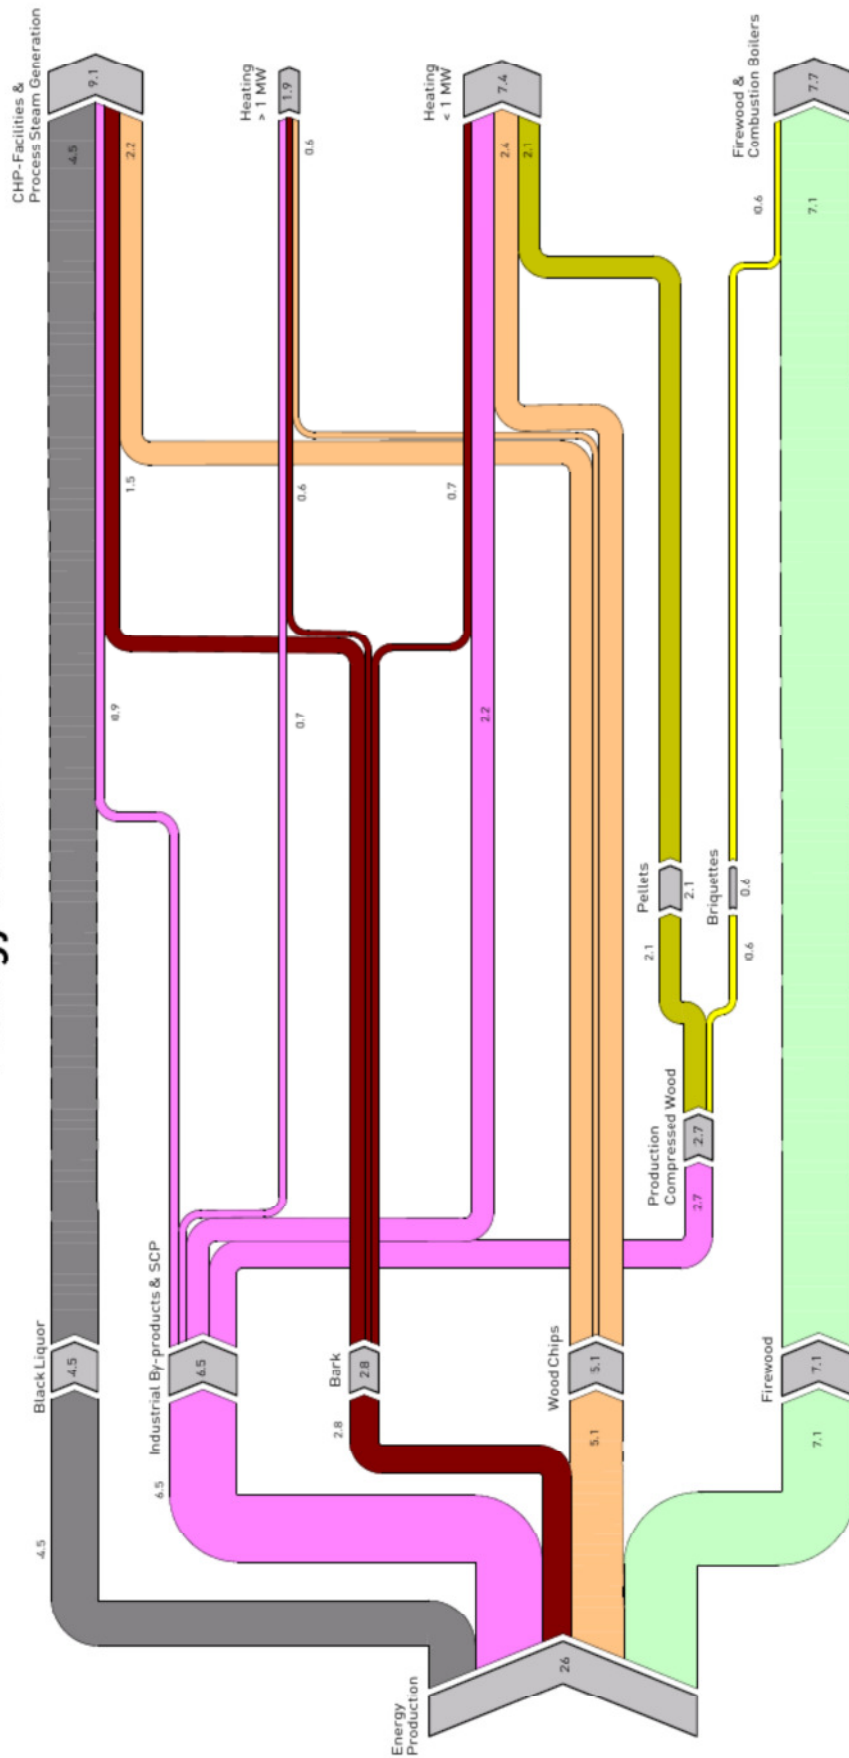 Energy
Production
26
4.5
Black Liquor
4.5
4.5
CHP-Facilities &
Process Steam Generation
9.1
6.5
Industrial By-products & SCP
6.5
0.9
1.5
2.2
0.7
0.6
0.6
Heating
> 1 MW
1.9
2.8
Bark
2.8
2.2
0.7
Heating
< 1 MW
7.4
2.4
2.1
5.1
Wood Chips
5.1
2.7
Production
Compressed Wood
2.7
2.1
Pellets
2.1
0.6
Briquettes
0.6
0.6
7.1
Firewood
7.1
7.1
Firewood &
Combustion Boilers
7.7